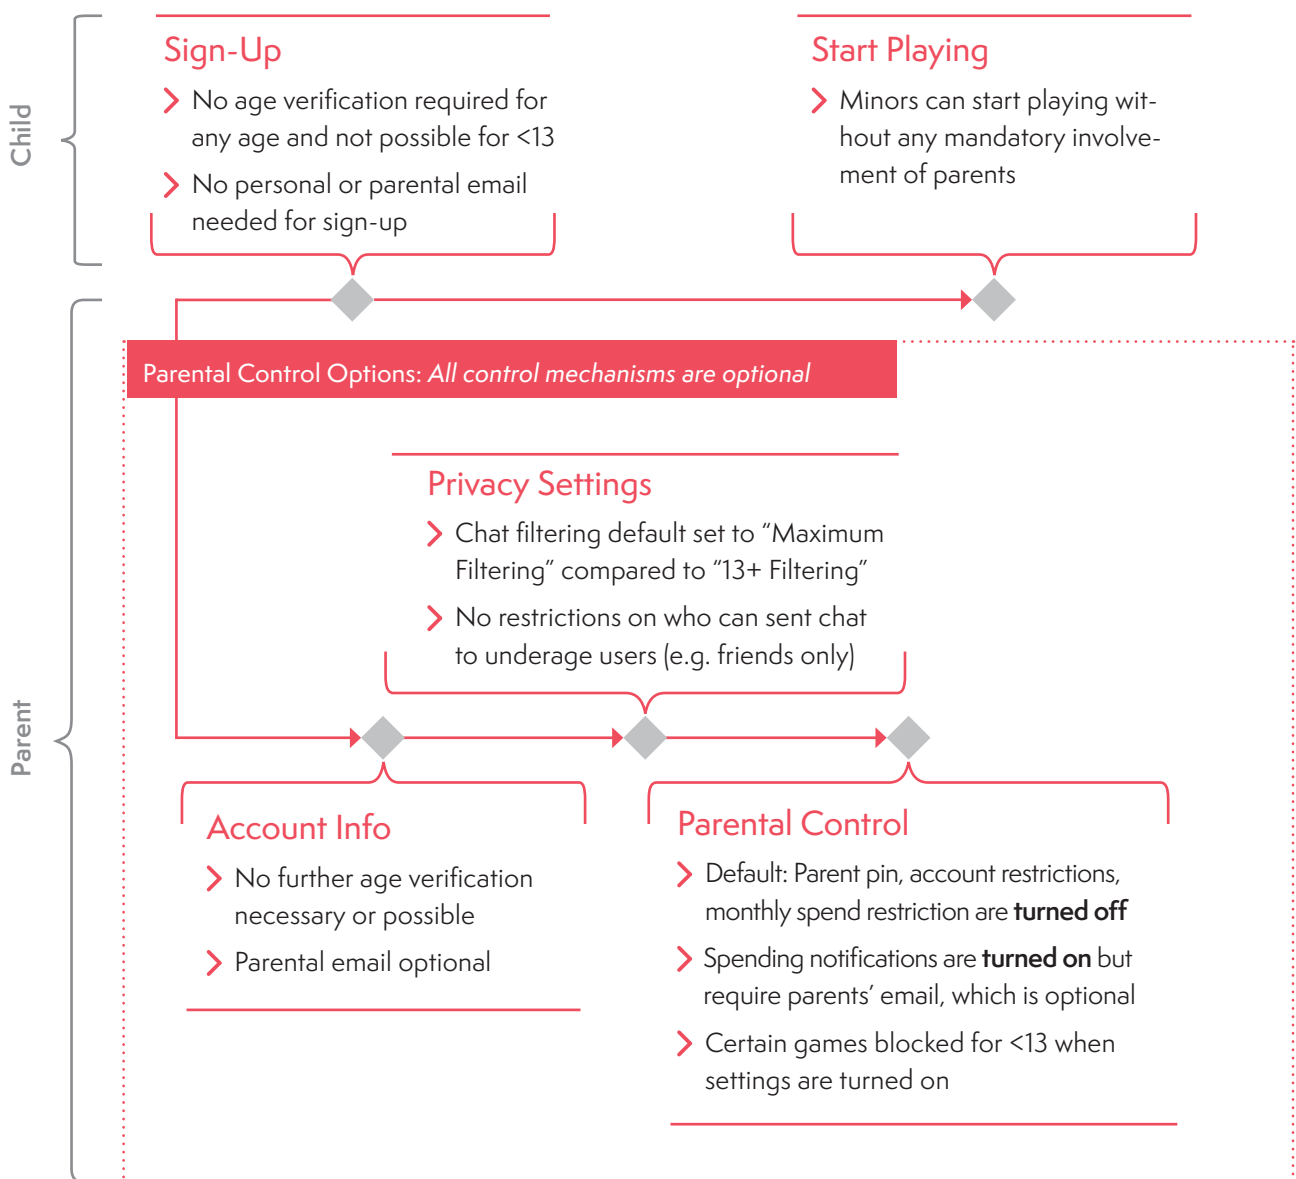 Child
Sign-Up
No age verification required for
any age and not possible for <13
No personal or parental email
needed for sign-up
Start Playing
Minors can start playing wit-
hout any mandatory involve-
ment of parents
Parent
Parental Control Options: All control mechanisms are optional
Privacy Settings
Chat filtering default set to “Maximum
Filtering” compared to “13+ Filtering”
No restrictions on who can sent chat
to underage users (e.g. friends only)
Account Info
No further age verification
necessary or possible
Parental email optional
Parental Control
Default: Parent pin, account restrictions,
monthly spend restriction are turned off
Spending notifications are turned on but
require parents’ email, which is optional
Certain games blocked for <13 when
settings are turned on